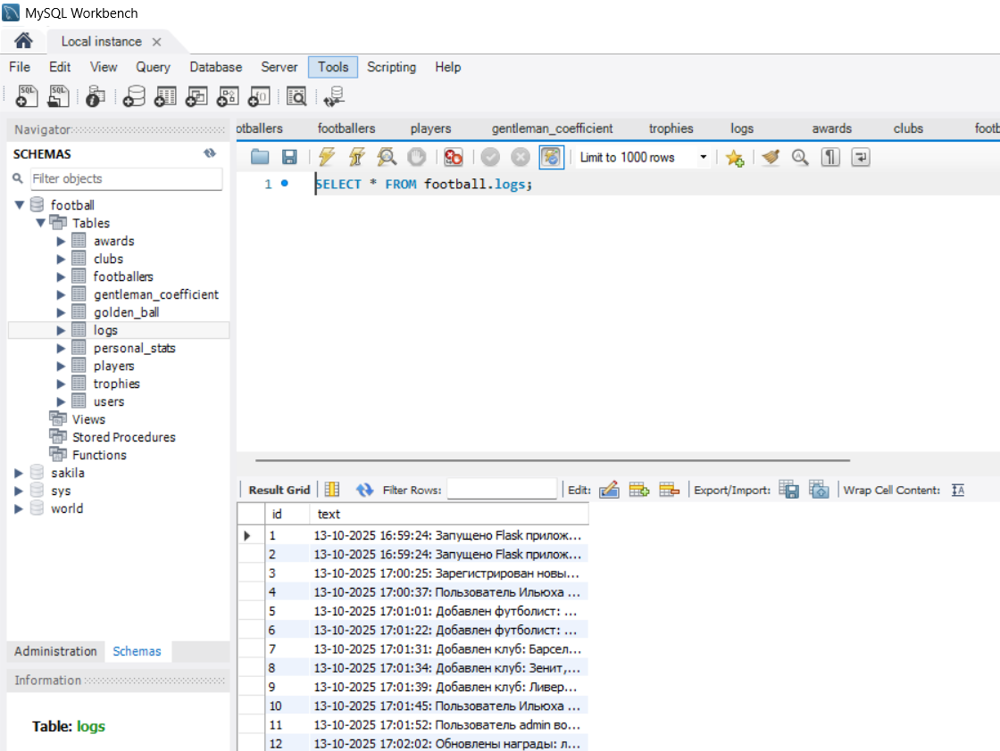 MySQL Workbench
Local instance
File Edit View Query Database Server Tools Scripting Help
Navigator
SCHEMAS
Filter objects
football
Tables
awards
clubs
footballers
gentleman_coefficient
golden_ball
logs
personal_stats
players
trophies
users
Views
Stored Procedures
Functions
sakila
sys
world
Administration Schemas
Information
Table: logs
otballers footballers players gentleman_coefficient trophies logs awards clubs footb
Limit to 1000 rows
1 SELECT * FROM football.logs;
Result Grid Filter Rows: Edit: Export/Import: Wrap Cell Content:
id text
1 13-10-2025 16:59:24: Запущено Flask прилож...
2 13-10-2025 16:59:24: Запущено Flask прилож...
3 13-10-2025 17:00:25: Зарегистрирован новы...
4 13-10-2025 17:00:37: Пользователь Ильюха ...
5 13-10-2025 17:01:01: Добавлен футболист: ...
6 13-10-2025 17:01:22: Добавлен футболист: ...
7 13-10-2025 17:01:31: Добавлен клуб: Барсел...
8 13-10-2025 17:01:34: Добавлен клуб: Зенит,...
9 13-10-2025 17:01:39: Добавлен клуб: Ливер...
10 13-10-2025 17:01:45: Пользователь Ильюха ...
11 13-10-2025 17:01:52: Пользователь admin во...
12 13-10-2025 17:02:02: Обновлены награды: л...